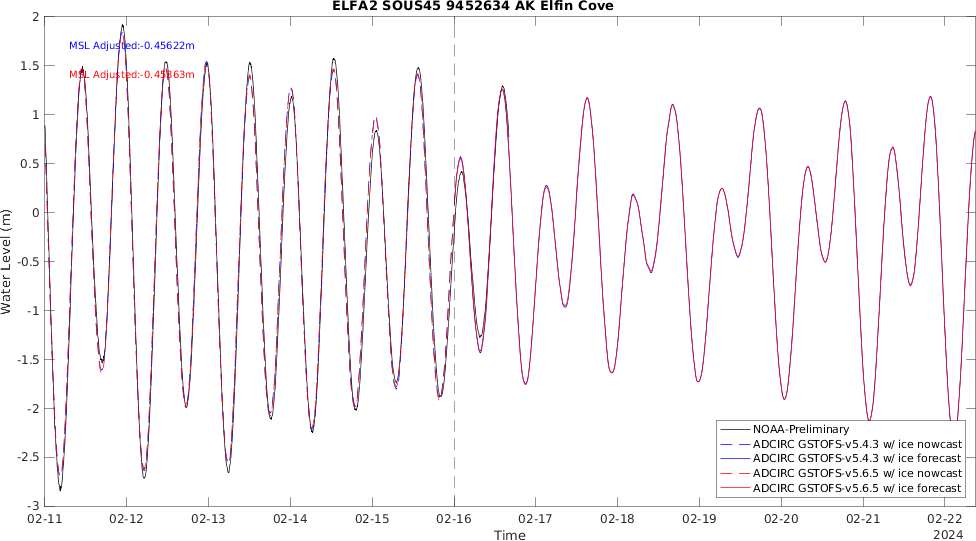 ELFA2 SOUS45 9452634 AK Elfin Cove
MSL Adjusted:-0.45622m
MSL Adjusted:-0.45863m
Water Level (m)
2
1.5
1
0.5
0
-0.5
-1
-1.5
-2
-2.5
-3
NOAA-Preliminary
ADCIRC GSTOFS-v5.4.3 w/ ice nowcast
ADCIRC GSTOFS-v5.4.3 w/ ice forecast
ADCIRC GSTOFS-v5.6.5 w/ ice nowcast
ADCIRC GSTOFS-v5.6.5 w/ ice forecast
02-11 02-12 02-13 02-14 02-15 02-16 02-17 02-18 02-19 02-20 02-21 02-22
2024
Time